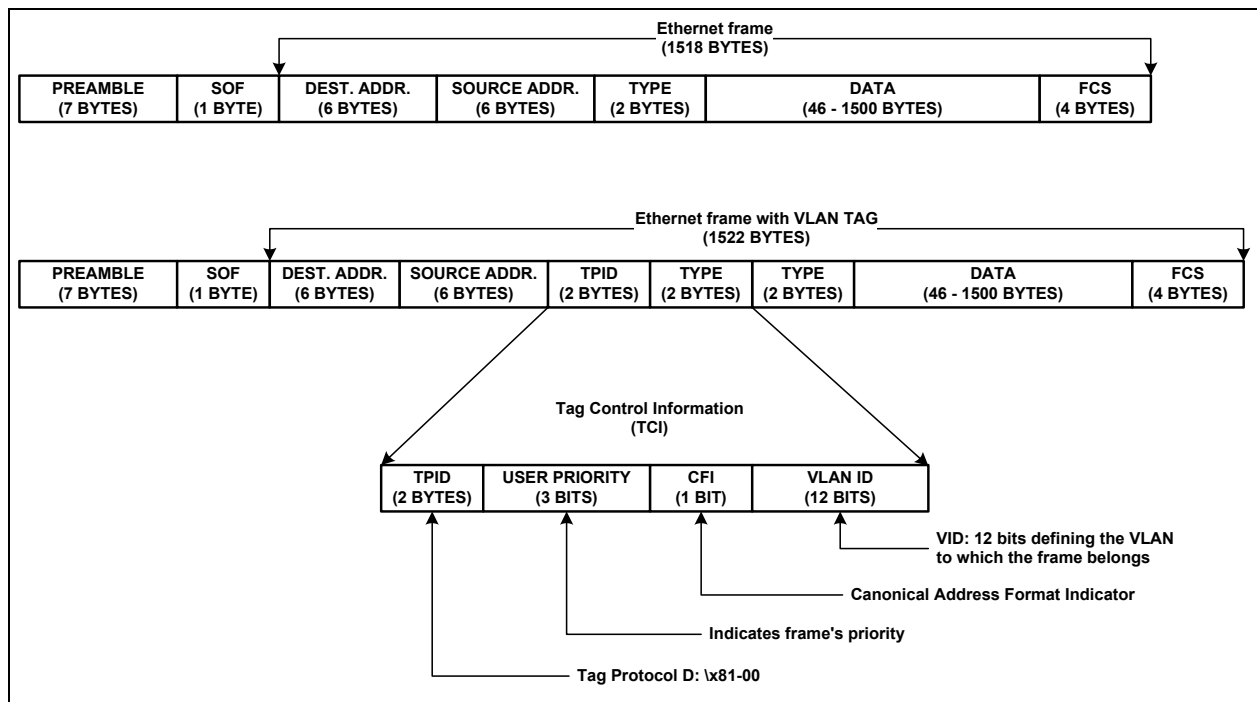 Ethernet frame
(1518 BYTES)
PREAMBLE
(7 BYTES)
SOF
(1 BYTE)
DEST. ADDR.
(6 BYTES)
SOURCE ADDR.
(6 BYTES)
TYPE
(2 BYTES)
DATA
(46 - 1500 BYTES)
FCS
(4 BYTES)
Ethernet frame with VLAN TAG
(1522 BYTES)
PREAMBLE
(7 BYTES)
SOF
(1 BYTE)
DEST. ADDR.
(6 BYTES)
SOURCE ADDR.
(6 BYTES)
TPID
(2 BYTES)
TYPE
(2 BYTES)
TYPE
(2 BYTES)
DATA
(46 - 1500 BYTES)
FCS
(4 BYTES)
Tag Control Information
(TCI)
TPID
(2 BYTES)
USER PRIORITY
(3 BITS)
CFI
(1 BIT)
VLAN ID
(12 BITS)
VID: 12 bits defining the VLAN
to which the frame belongs
Canonical Address Format Indicator
Indicates frame's priority
Tag Protocol D: \x81-00